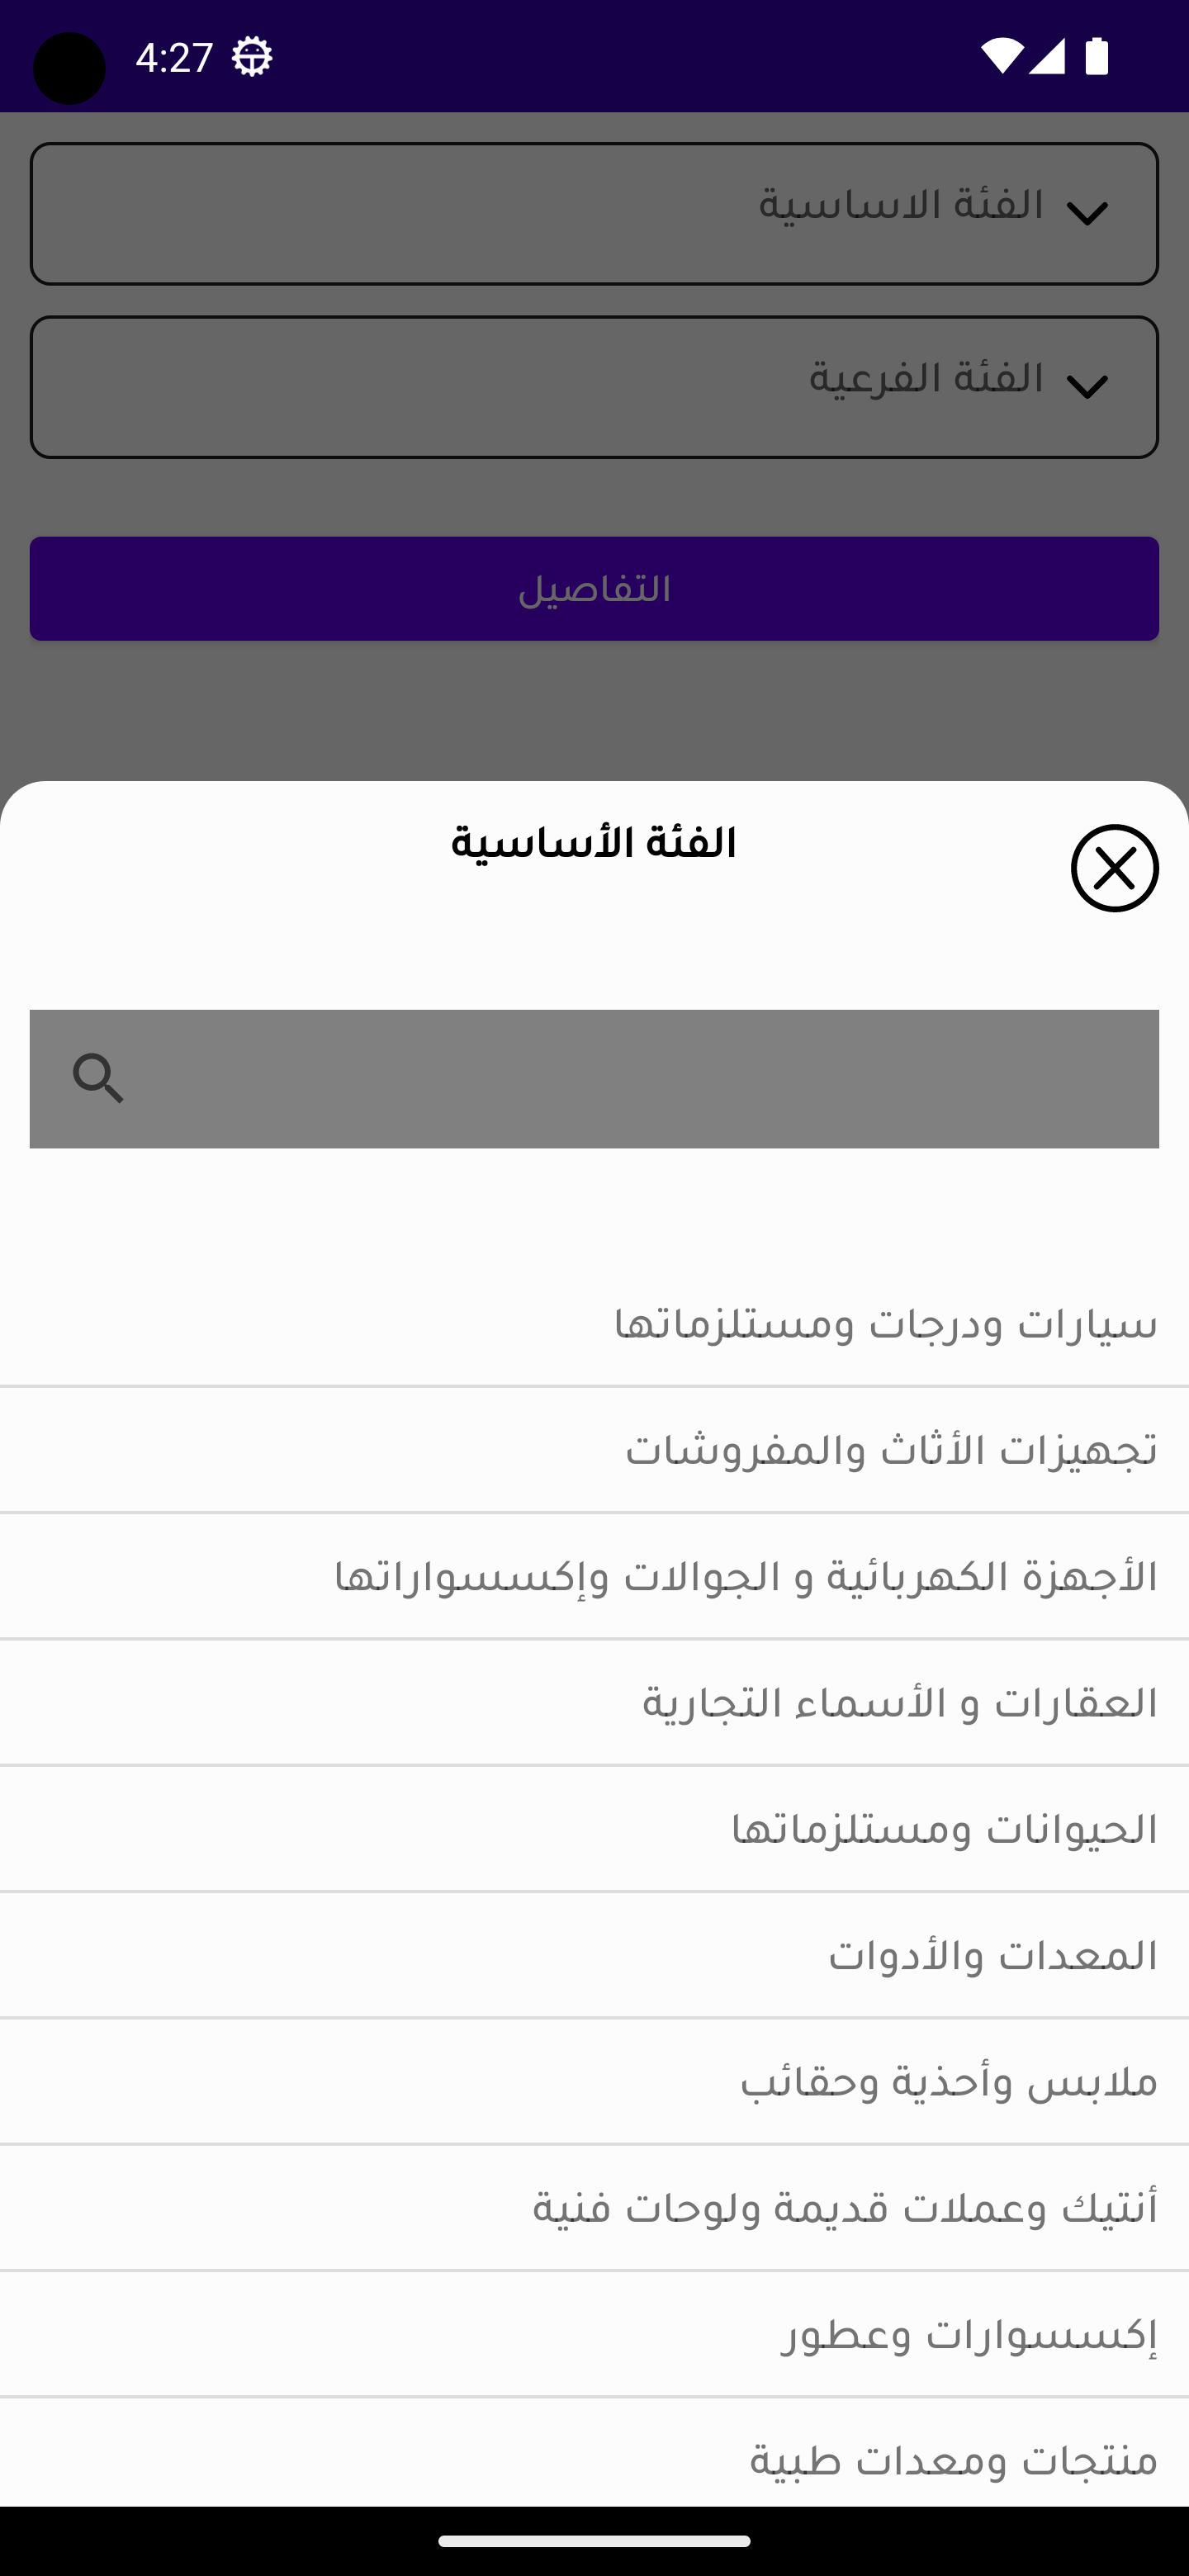 4:27
الفئة الاساسية
الفئة الفرعية
التفاصيل
الفئة الأساسية
سيارات ودرجات ومستلزماتها
تجهيزات الأثاث والمفروشات
الأجهزة الكهربائية و الجوالات وإكسسواراتها
العقارات و الأسماء التجارية
الحيوانات ومستلزماتها
المعدات والأدوات
ملابس وأحذية وحقائب
أنتيك وعملات قديمة ولوحات فنية
إكسسوارات وعطور
منتجات ومعدات طبية